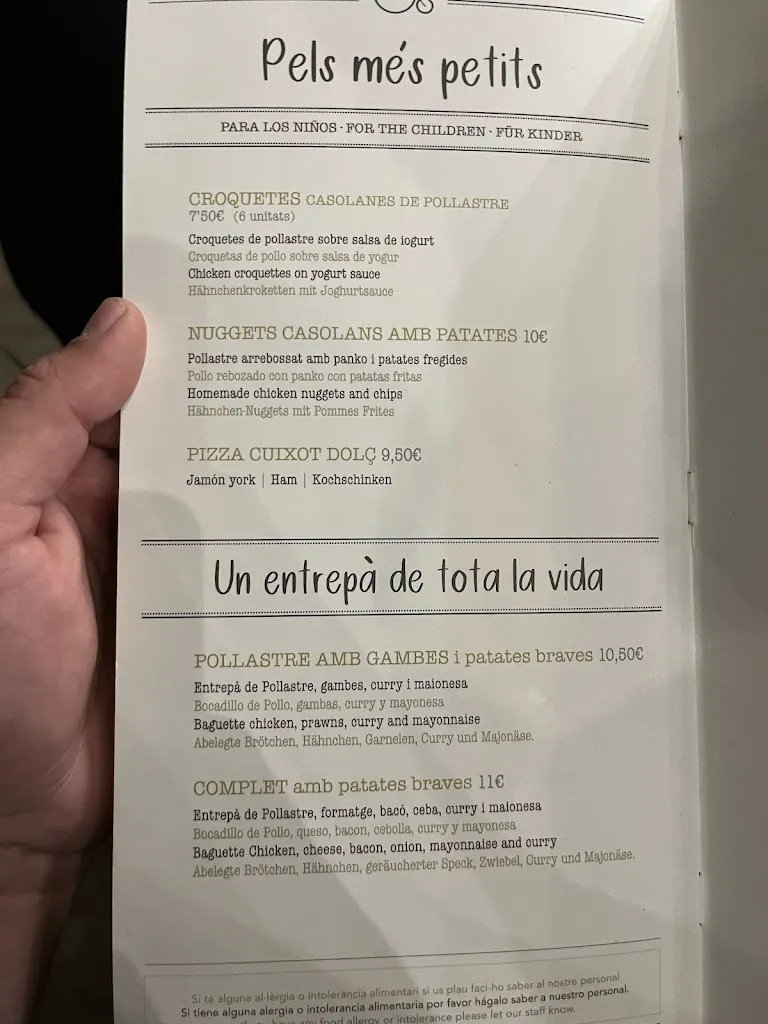 Pels més petits
PARA LOS NIÑOS · FOR THE CHILDREN · FÜR KINDER
CROQUETES CASOLANES DE POLLASTRE
7'50€ (6 unitats)
Croquetes de pollastre sobre salsa de iogurt
Croquetas de pollo sobre salsa de yogur
Chicken croquettes on yogurt sauce
Hähnchenkroketten mit Joghurtsauce
NUGGETS CASOLANS AMB PATATES 10€
Pollastre arrebossat amb panko i patates fregides
Pollo rebozado con panko con patatas fritas
Homemade chicken nuggets and chips
Hähnchen-Nuggets mit Pommes Frites
PIZZA CUIXOT DOLÇ 9,50€
Jamón york | Ham | Kochschinken
Un entrepà de tota la vida
POLLASTRE AMB GAMBES i patates braves 10,50€
Entrepà de Pollastre, gambes, curry i maionesa
Bocadillo de Pollo, gambas, curry y mayonesa
Baguette chicken, prawns, curry and mayonnaise
Abelegte Brötchen, Hähnchen, Garnelen, Curry und Majonäse.
COMPLET amb patates braves 11€
Entrepà de Pollastre, formatge, bacó, ceba, curry i maionesa
Bocadillo de Pollo, queso, bacon, cebolla, curry y mayonesa
Baguette Chicken, cheese, bacon, onion, mayonnaise and curry
Abelegte Brötchen, Hähnchen, geräucherter Speck, Zwiebel, Curry und Majonäse.
Si té alguna al·lèrgia o intolerància alimentari si us plau faci-ho saber al nostre personal
Si tiene alguna alergia o intolerancia alimentaria por favor hágalo saber a nuestro personal.
If you have any food allergy or intolerance please let our staff know.